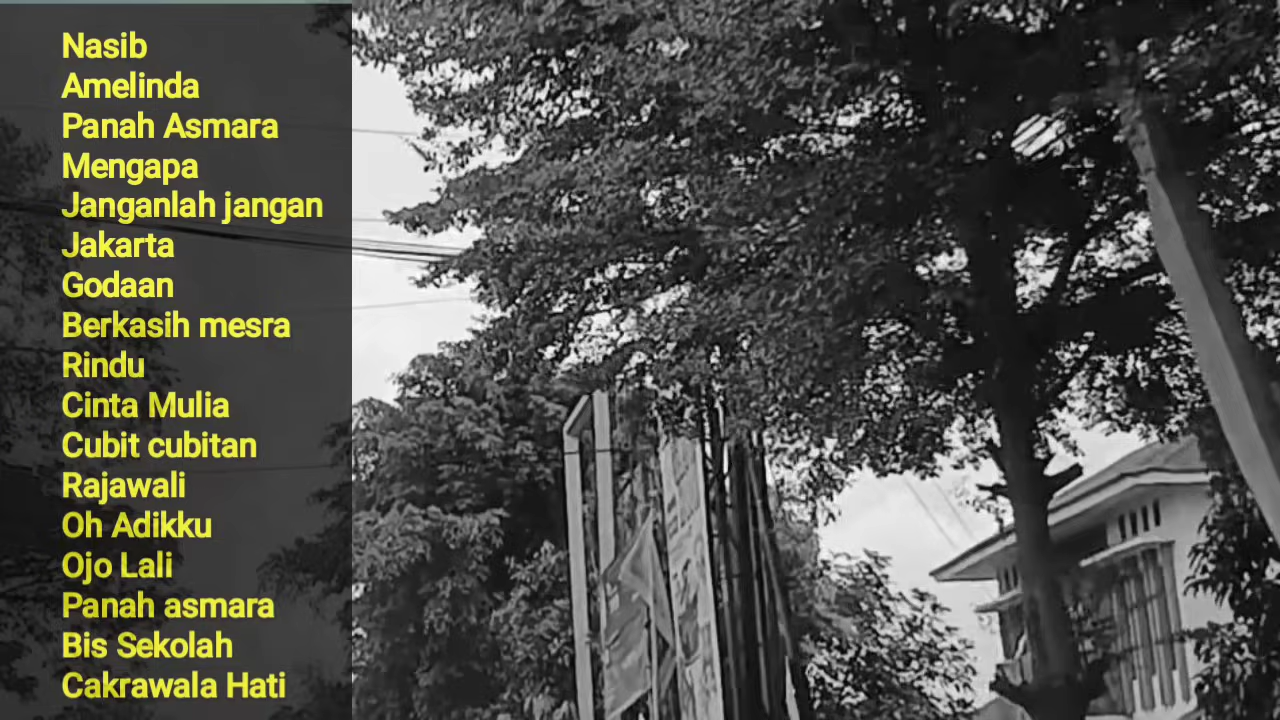 Nasib
Amelinda
Panah Asmara
Mengapa
Janganlah jangan
Jakarta
Godaan
Berkasih mesra
Rindu
Cinta Mulia
Cubit cubitan
Rajawali
Oh Adikku
Ojo Lali
Panah asmara
Bis Sekolah
Cakrawala Hati